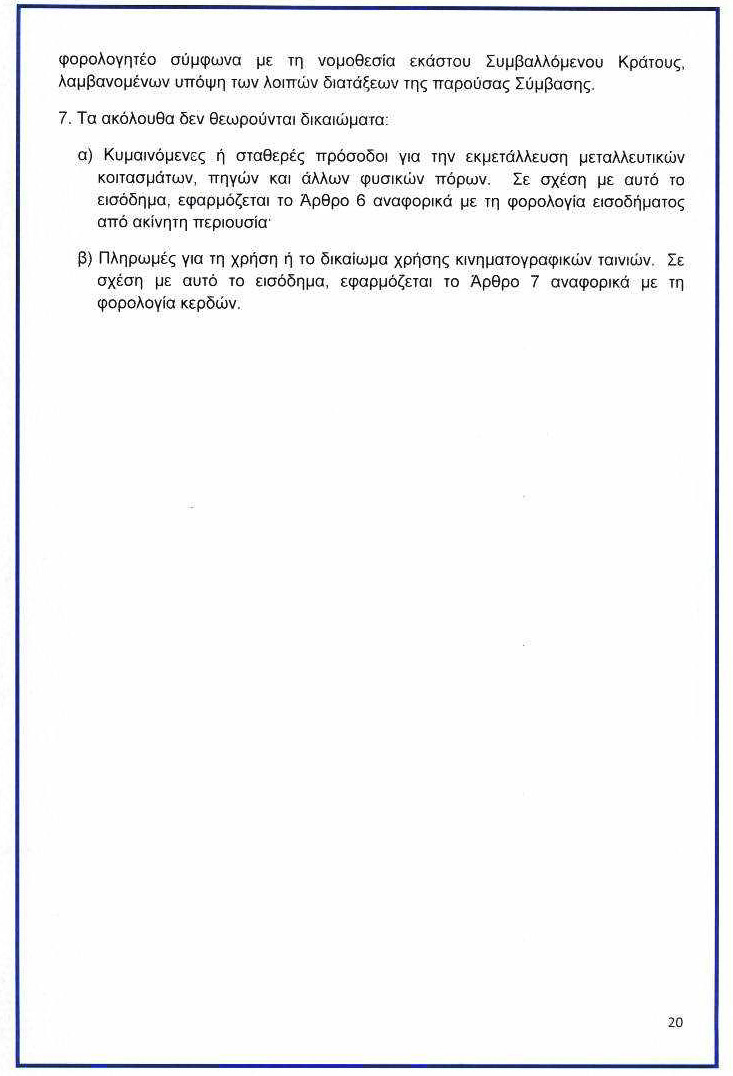 φορολογητέο σύμφωνα με τη νομοθεσία εκάστου Συμβαλλόμενου Κράτους,
λαμβανομένων υπόψη των λοιπών διατάξεων της παρούσας Σύμβασης.
7. Τα ακόλουθα δεν θεωρούνται δικαιώματα:
α) Κυμαινόμενες ή σταθερές πρόσοδοι για την εκμετάλλευση μεταλλευτικών
κοιτασμάτων, πηγών και άλλων φυσικών πόρων. Σε σχέση με αυτό το
εισόδημα, εφαρμόζεται το Άρθρο 6 αναφορικά με τη φορολογία εισοδήματος
από ακίνητη περιουσία·
β) Πληρωμές για τη χρήση ή το δικαίωμα χρήσης κινηματογραφικών ταινιών. Σε
σχέση με αυτό το εισόδημα, εφαρμόζεται το Άρθρο 7 αναφορικά με τη
φορολογία κερδών.
20